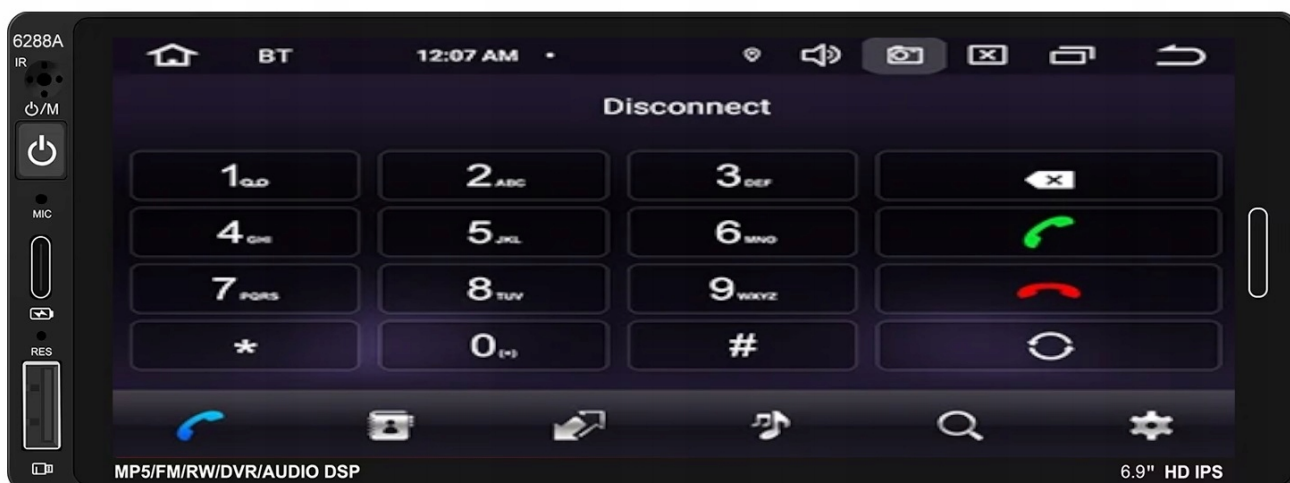 6288A
IR
/M
MIC
RES
BT 12:07 AM
Disconnect
1 2 ABC 3 DEF
4 GHI 5 JKL 6 MNO
7 PQRS 8 TUV 9 WXYZ
* 0 (+) #
MP5/FM/RW/DVR/AUDIO DSP 6.9" HD IPS